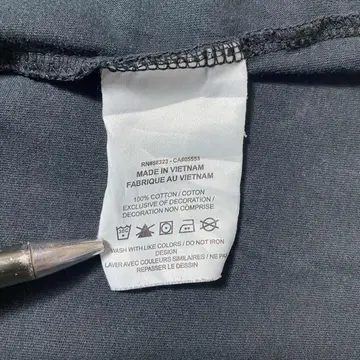 RN#88323 - CA#05553
MADE IN VIETNAM
FABRIQUE AU VIETNAM
100% COTTON / COTON
EXCLUSIVE OF DECORATION /
DECORATION NON COMPRISE
WASH WITH LIKE COLORS / DO NOT IRON
DESIGN
LAVER AVEC COULEURS SIMILAIRES / NE PAS
REPASSER LE DESSIN